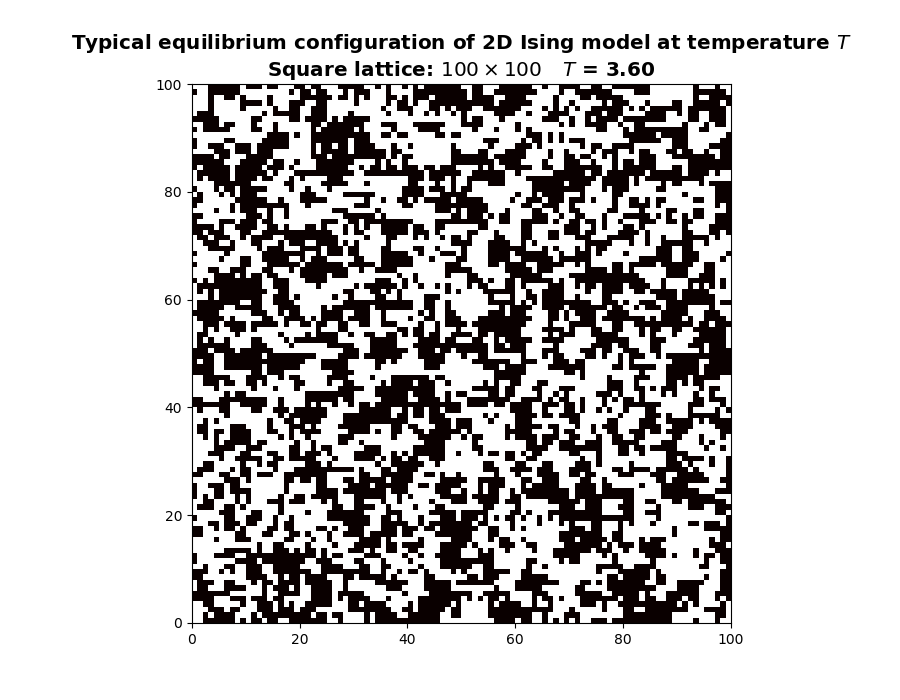 Typical equilibrium configuration of 2D Ising model at temperature T
Square lattice: 100 × 100 T = 3.60
100
80
60
40
20
0
0 20 40 60 80 100